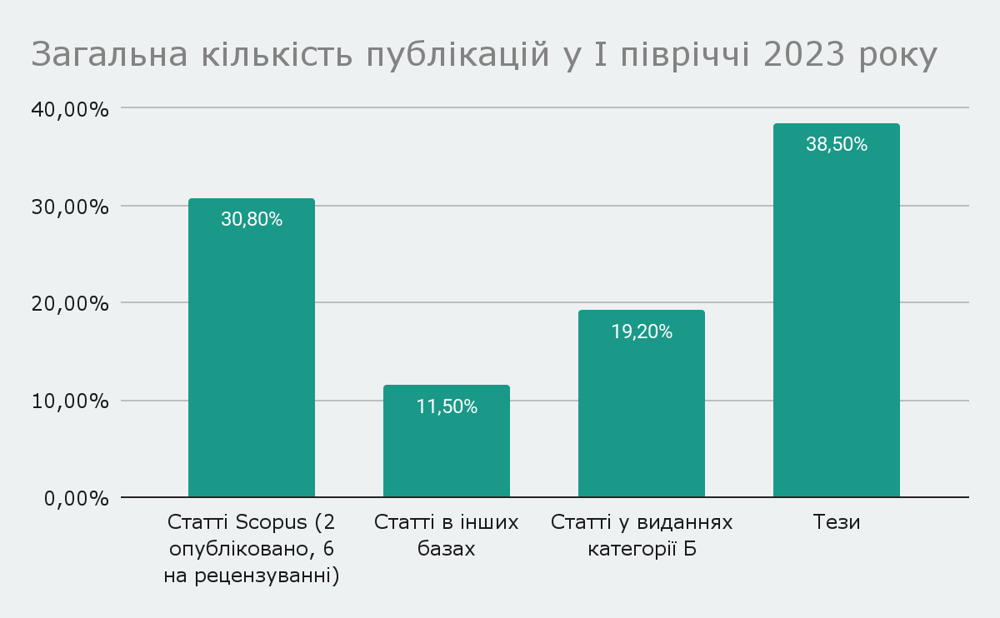 Загальна кількість публікацій у І півріччі 2023 року
40,00%
30,00%
20,00%
10,00%
0,00%
30,80%
11,50%
19,20%
38,50%
Статті Scopus (2
опубліковано, 6
на рецензуванні)
Статті в інших
базах
Статті у виданнях
категорії Б
Тези